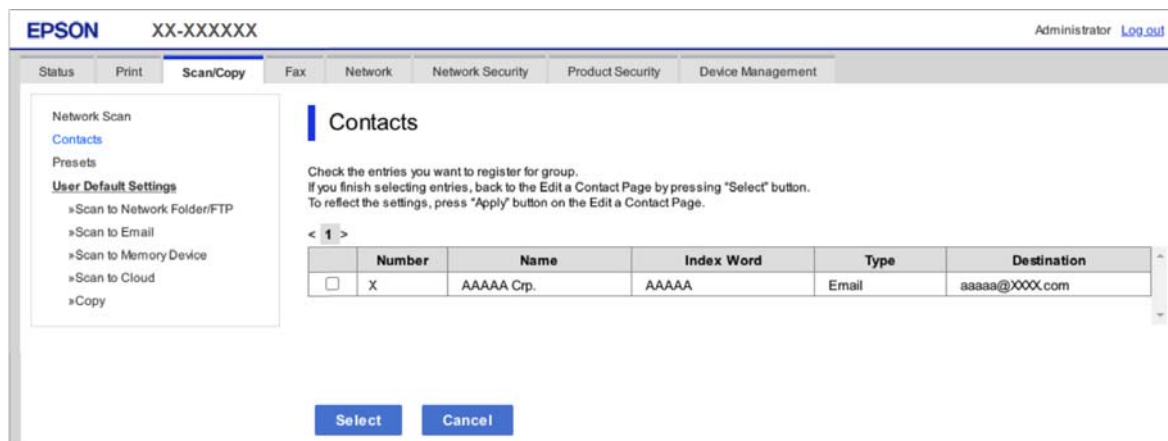 EPSON XX-XXXXXX Administrator Log out
Status Print Scan/Copy Fax Network Network Security Product Security Device Management
Network Scan
Contacts
Presets
User Default Settings
»Scan to Network Folder/FTP
»Scan to Email
»Scan to Memory Device
»Scan to Cloud
»Copy
Contacts
Check the entries you want to register for group.
If you finish selecting entries, back to the Edit a Contact Page by pressing "Select" button.
To reflect the settings, press "Apply" button on the Edit a Contact Page.
< 1 >
Number Name Index Word Type Destination
X AAAAA Crp. AAAAA Email aaaaa@XXXX.com
Select Cancel